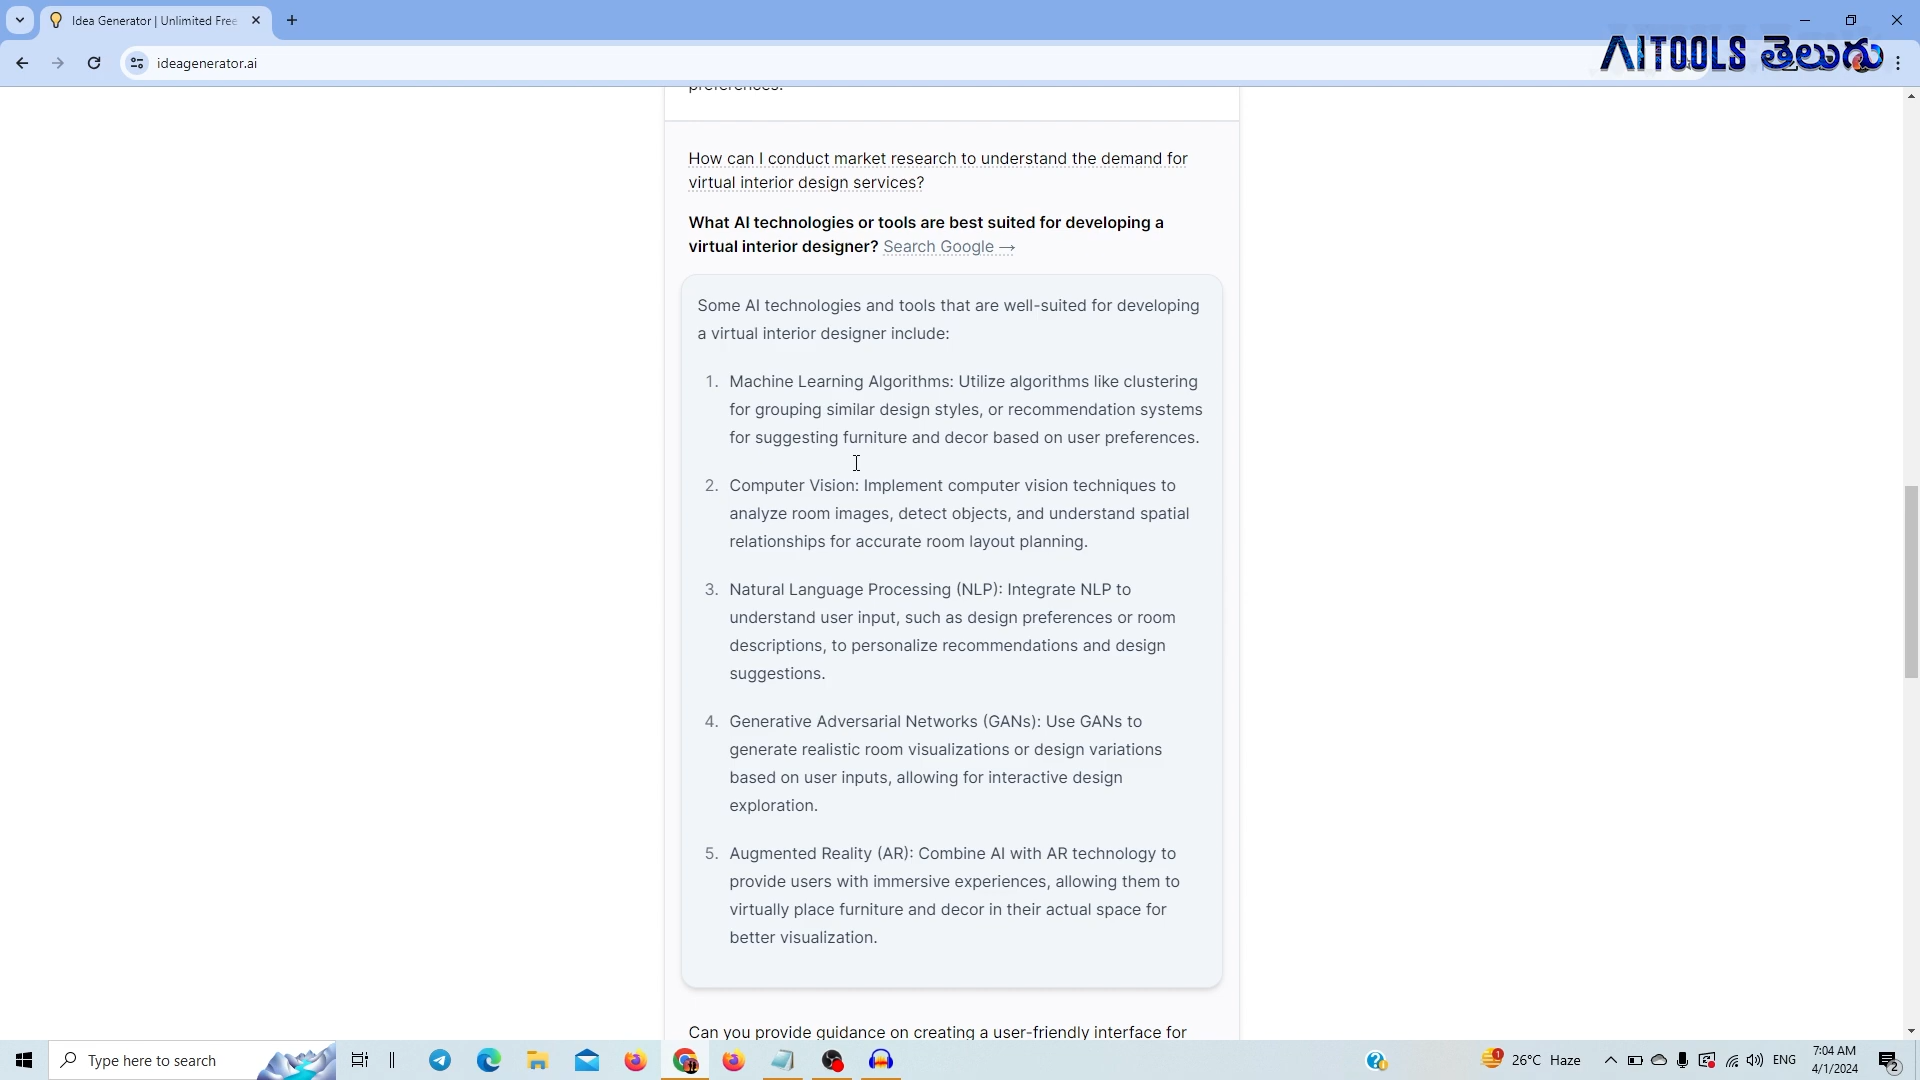 Idea Generator | Unlimited Free
ideagenerator.ai
AITOOLS తెలుగు
preferences.
How can I conduct market research to understand the demand for
virtual interior design services?
What AI technologies or tools are best suited for developing a
virtual interior designer? Search Google →
Some AI technologies and tools that are well-suited for developing
a virtual interior designer include:
1. Machine Learning Algorithms: Utilize algorithms like clustering
for grouping similar design styles, or recommendation systems
for suggesting furniture and decor based on user preferences.
2. Computer Vision: Implement computer vision techniques to
analyze room images, detect objects, and understand spatial
relationships for accurate room layout planning.
3. Natural Language Processing (NLP): Integrate NLP to
understand user input, such as design preferences or room
descriptions, to personalize recommendations and design
suggestions.
4. Generative Adversarial Networks (GANs): Use GANs to
generate realistic room visualizations or design variations
based on user inputs, allowing for interactive design
exploration.
5. Augmented Reality (AR): Combine AI with AR technology to
provide users with immersive experiences, allowing them to
virtually place furniture and decor in their actual space for
better visualization.
Can you provide guidance on creating a user-friendly interface for
Type here to search
1
26°C Haze
ENG
7:04 AM
4/1/2024
2